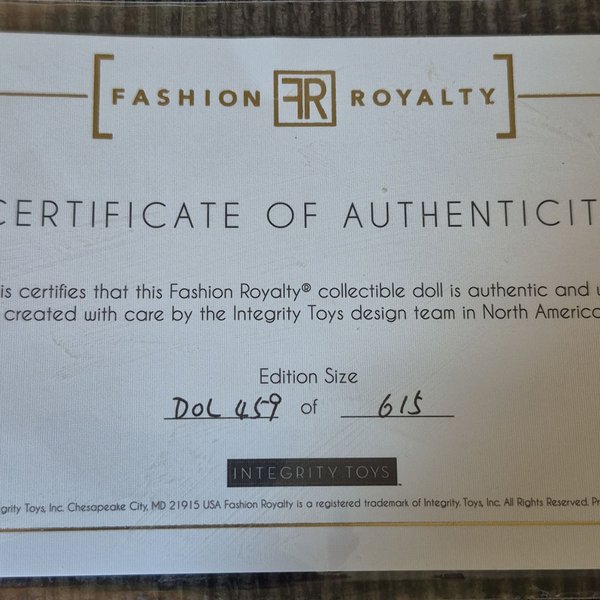 FASHION FR ROYALTY™
CERTIFICATE OF AUTHENTICIT
is certifies that this Fashion Royalty® collectible doll is authentic and
created with care by the Integrity Toys design team in North America
Edition Size
DOL 459 of 615
INTEGRITY TOYS
grity Toys, Inc. Chesapeake City, MD 21915 USA Fashion Royalty is a registered trademark of Integrity Toys, Inc. All Rights Reserved.